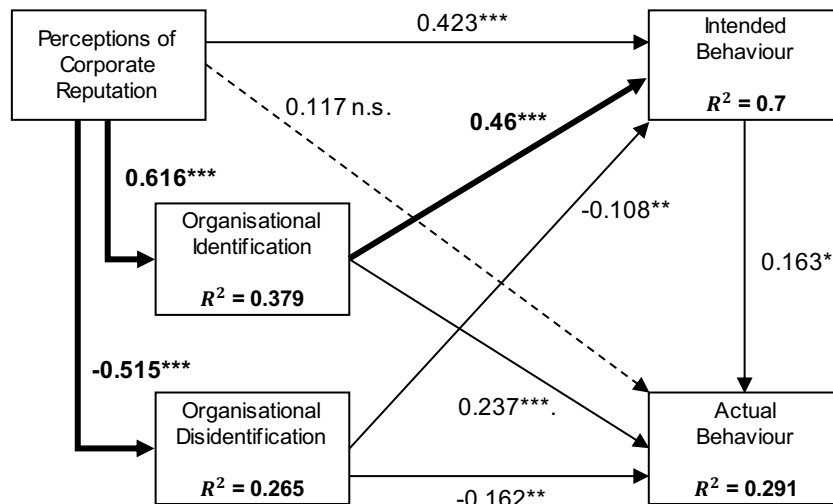 Perceptions of
Corporate
Reputation
0.423***
Intended
Behaviour
R² = 0.7
0.117 n.s.
0.46***
0.616***
Organisational
Identification
R² = 0.379
-0.108**
0.163*
-0.515***
Organisational
Disidentification
R² = 0.265
0.237***.
-0.162**
Actual
Behaviour
R² = 0.291